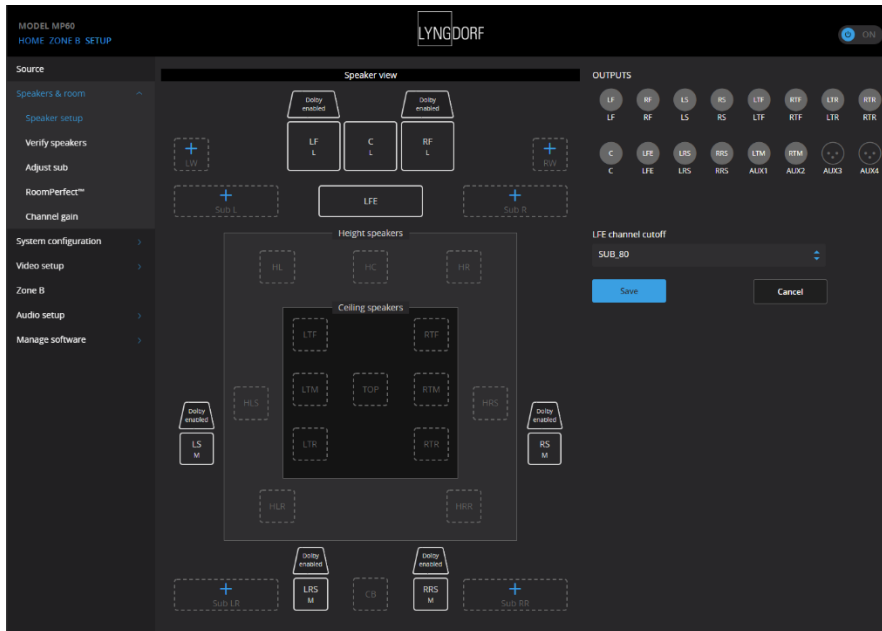 MODEL MP60
HOME ZONE B SETUP
LYNGDORF
ON
Source
Speakers & room
Speaker setup
Verify speakers
Adjust sub
RoomPerfect™
Channel gain
System configuration
Video setup
Zone B
Audio setup
Manage software
Speaker view
Dolby
enabled
Dolby
enabled
LW
LF
L
C
L
RF
L
RW
Sub L
LFE
Sub R
Height speakers
HL
HC
HR
Ceiling speakers
LTF
RTF
LTM
TOP
RTM
HLS
HRS
Dolby
enabled
Dolby
enabled
LS
M
LTR
RTR
RS
M
HLR
HRR
Dolby
enabled
Dolby
enabled
Sub LR
LRS
M
CB
RRS
M
Sub RR
OUTPUTS
LF RF LS RS LTF RTF LTR RTR
LF RF LS RS LTF RTF LTR RTR
C LFE LRS RRS LTM RTM
C LFE LRS RRS AUX1 AUX2 AUX3 AUX4
LFE channel cutoff
SUB_80
Save
Cancel